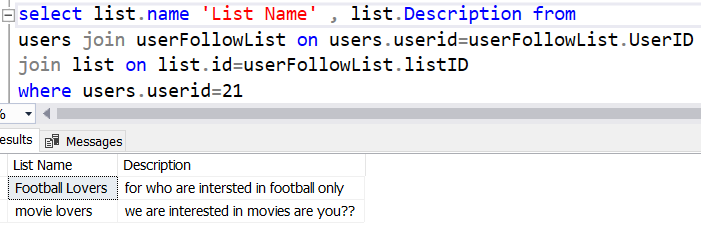 select list.name 'List Name' , list.Description from
users join userFollowList on users.userid=userFollowList.UserID
join list on list.id=userFollowList.listID
where users.userid=21
%
esults Messages
List Name Description
Football Lovers for who are intersted in football only
movie lovers we are interested in movies are you??